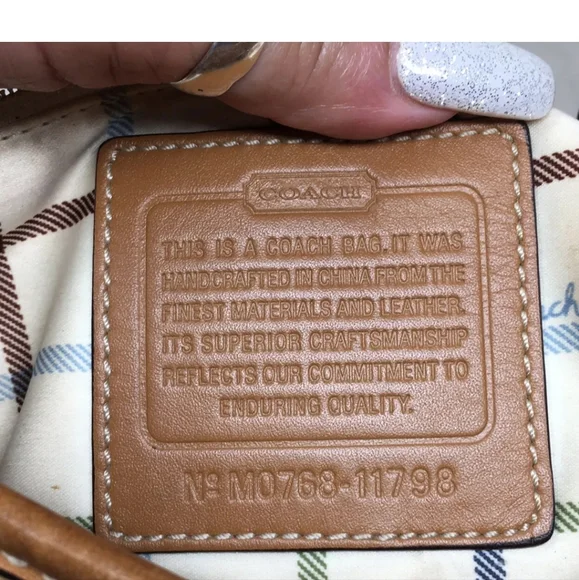 COACH
THIS IS A COACH BAG. IT WAS
HANDCRAFTED IN CHINA FROM THE
FINEST MATERIALS AND LEATHER.
ITS SUPERIOR CRAFTSMANSHIP
REFLECTS OUR COMMITMENT TO
ENDURING QUALITY.
Nº M0768-11798
ach